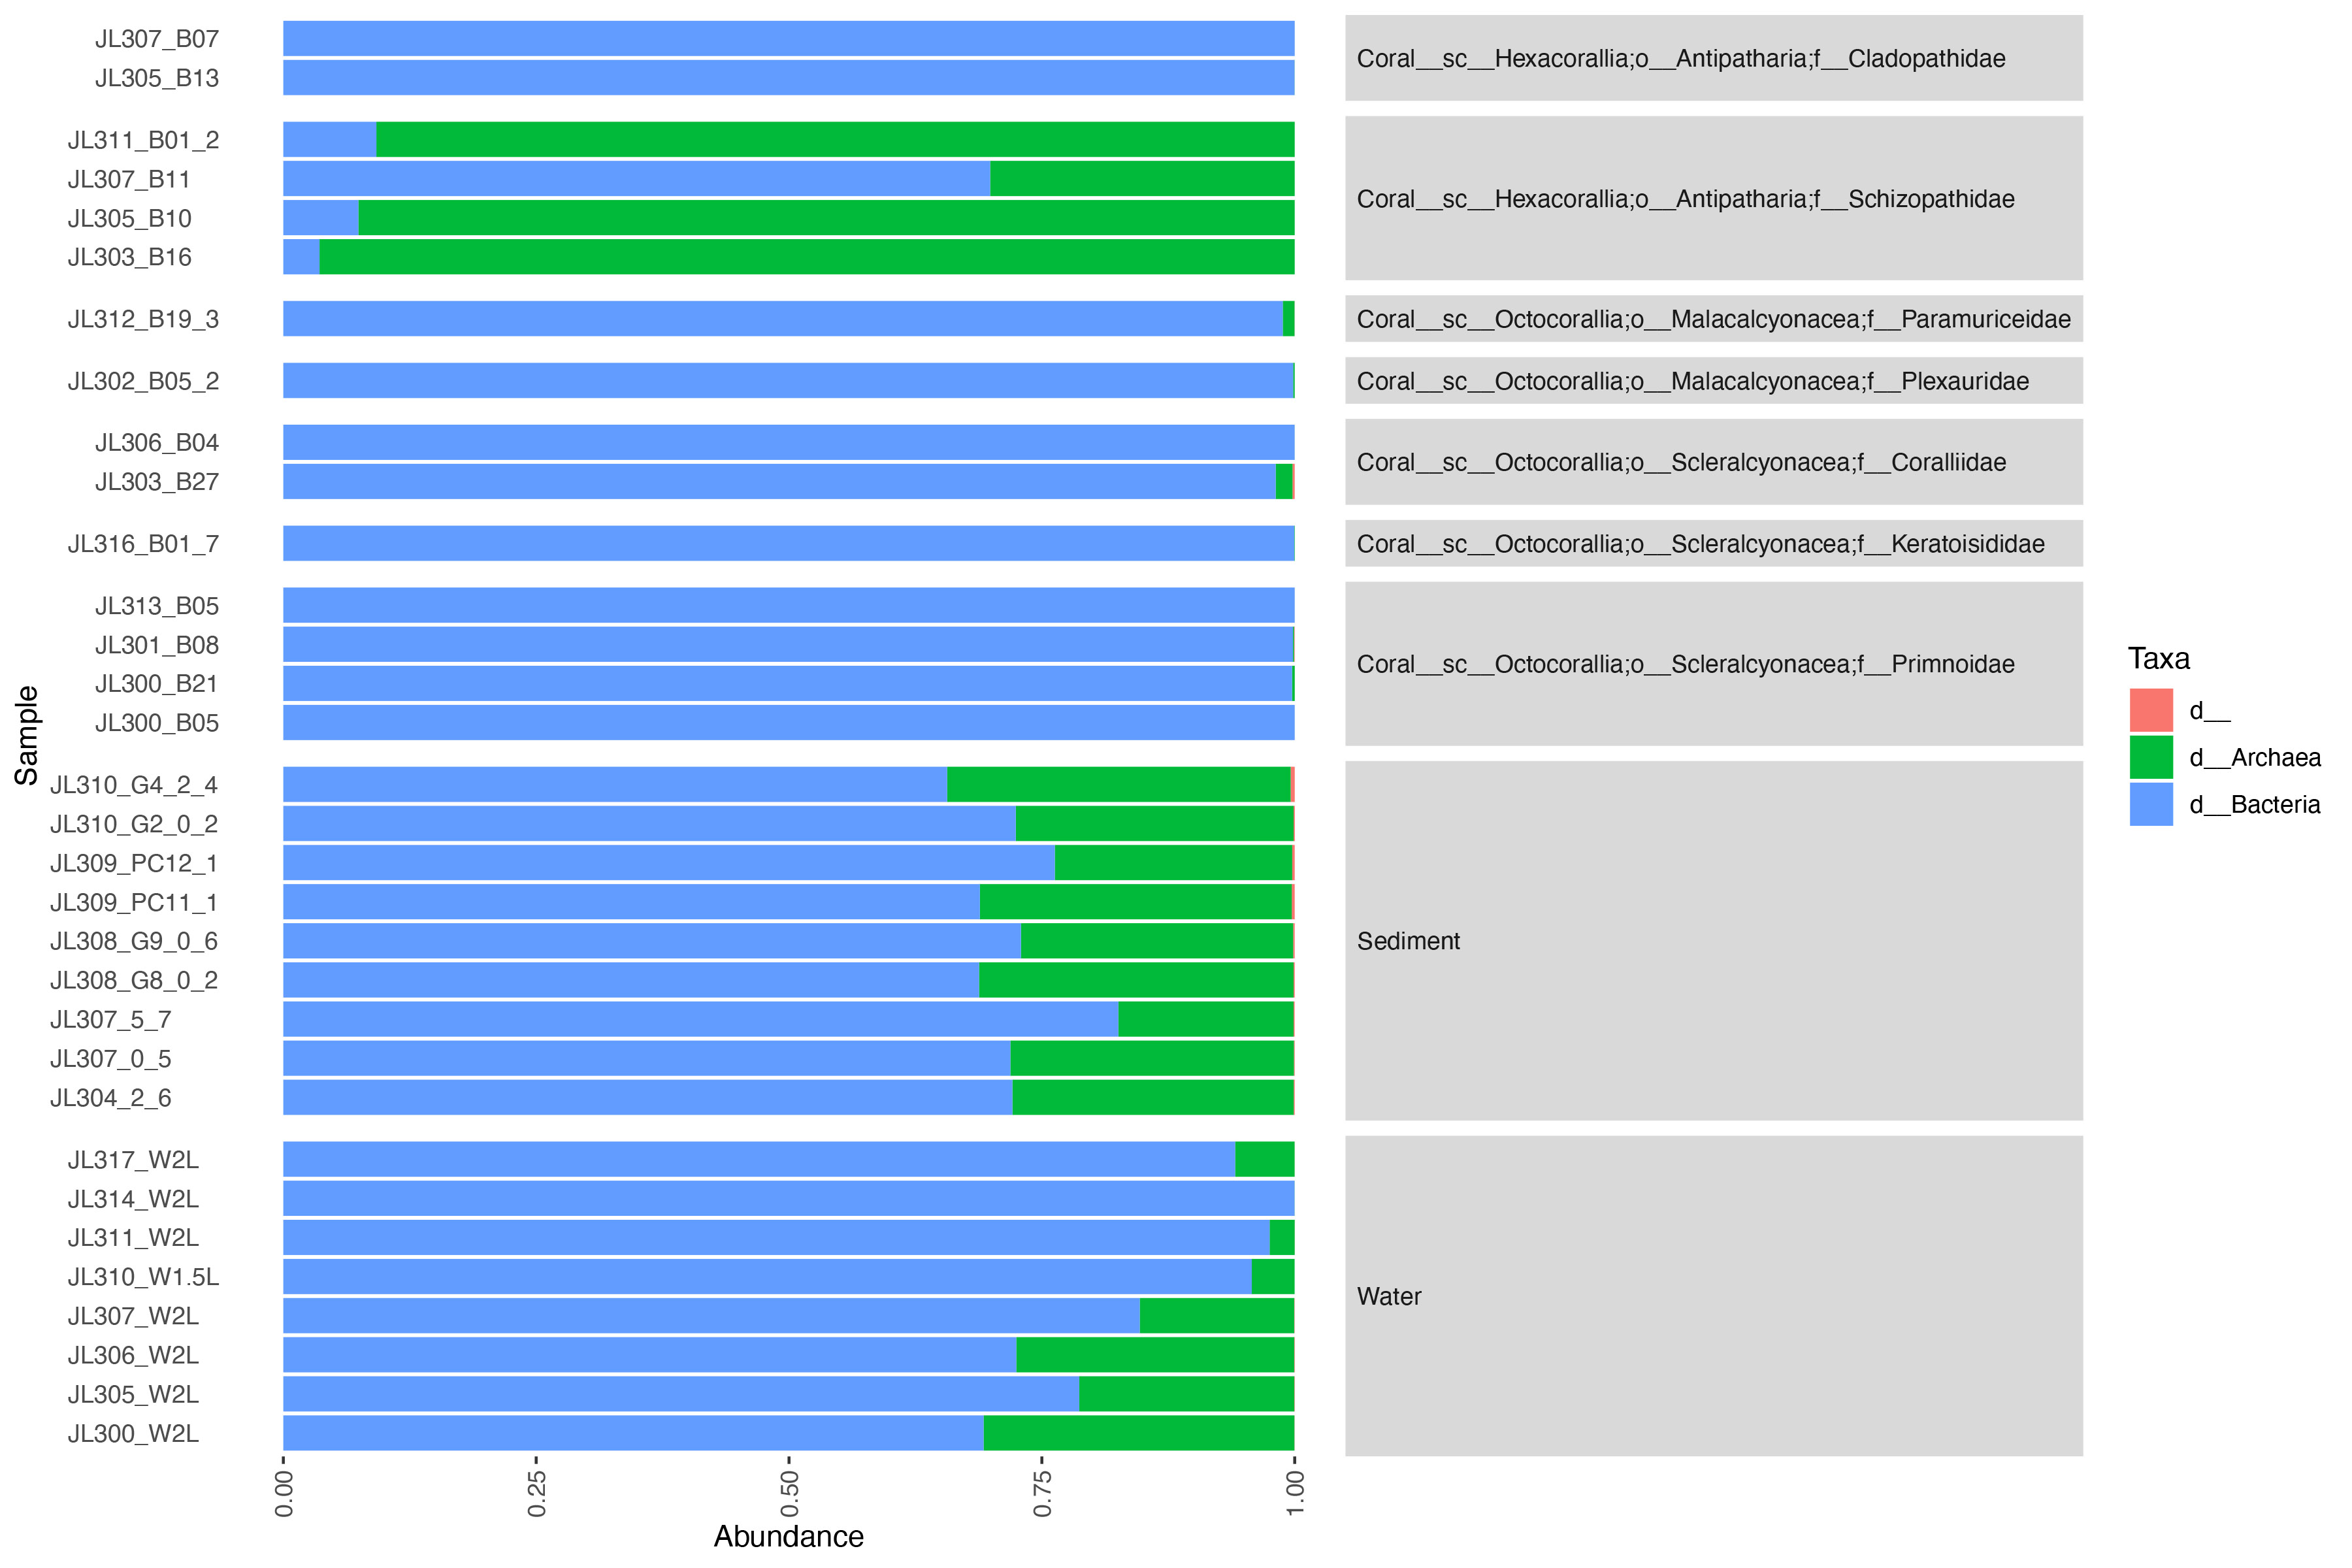 JL307_B07
JL305_B13
Coral__sc__Hexacorallia;o__Antipatharia;f__Cladopathidae
JL311_B01_2
JL307_B11
JL305_B10
JL303_B16
Coral__sc__Hexacorallia;o__Antipatharia;f__Schizopathidae
JL312_B19_3
Coral__sc__Octocorallia;o__Malacalcyonacea;f__Paramuriceidae
JL302_B05_2
Coral__sc__Octocorallia;o__Malacalcyonacea;f__Plexauridae
JL306_B04
JL303_B27
Coral__sc__Octocorallia;o__Scleralcyonacea;f__Coralliidae
JL316_B01_7
Coral__sc__Octocorallia;o__Scleralcyonacea;f__Keratoisididae
JL313_B05
JL301_B08
JL300_B21
JL300_B05
Coral__sc__Octocorallia;o__Scleralcyonacea;f__Primnoidae
JL310_G4_2_4
JL310_G2_0_2
JL309_PC12_1
JL309_PC11_1
JL308_G9_0_6
JL308_G8_0_2
JL307_5_7
JL307_0_5
JL304_2_6
Sediment
JL317_W2L
JL314_W2L
JL311_W2L
JL310_W1.5L
JL307_W2L
JL306_W2L
JL305_W2L
JL300_W2L
Water
Sample
0.00
0.25
0.50
0.75
1.00
Abundance
Taxa
d__
d__Archaea
d__Bacteria